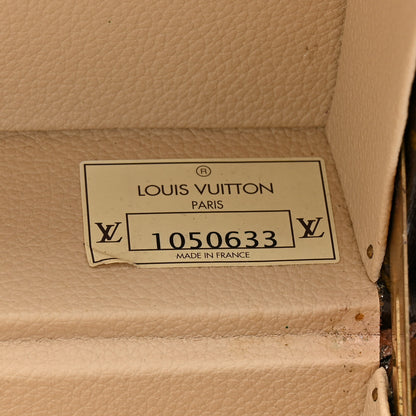 ®
LOUIS VUITTON
PARIS
LV 1050633 LV
MADE IN FRANCE